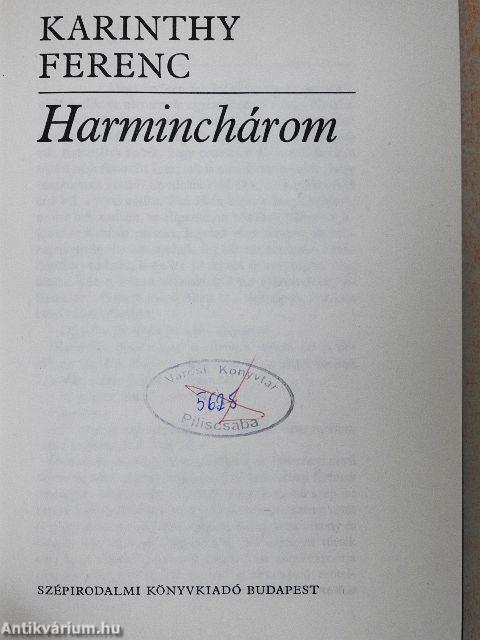 KARINTHY
FERENC
Harminchárom
Városi Könyvtár
5628
Piliscsaba
SZÉPIRODALMI KÖNYVKIADÓ BUDAPEST
Antikvárium.hu